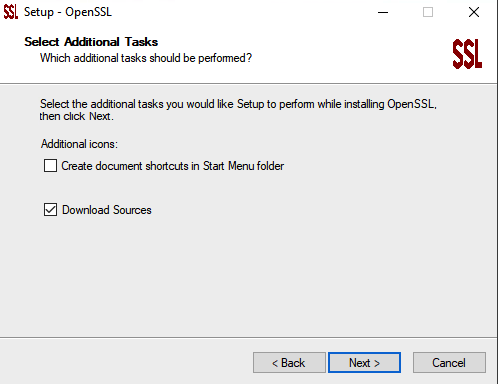 SSL Setup - OpenSSL
Select Additional Tasks
Which additional tasks should be performed?
SSL
Select the additional tasks you would like Setup to perform while installing OpenSSL,
then click Next.
Additional icons:
Create document shortcuts in Start Menu folder
Download Sources
< Back Next > Cancel